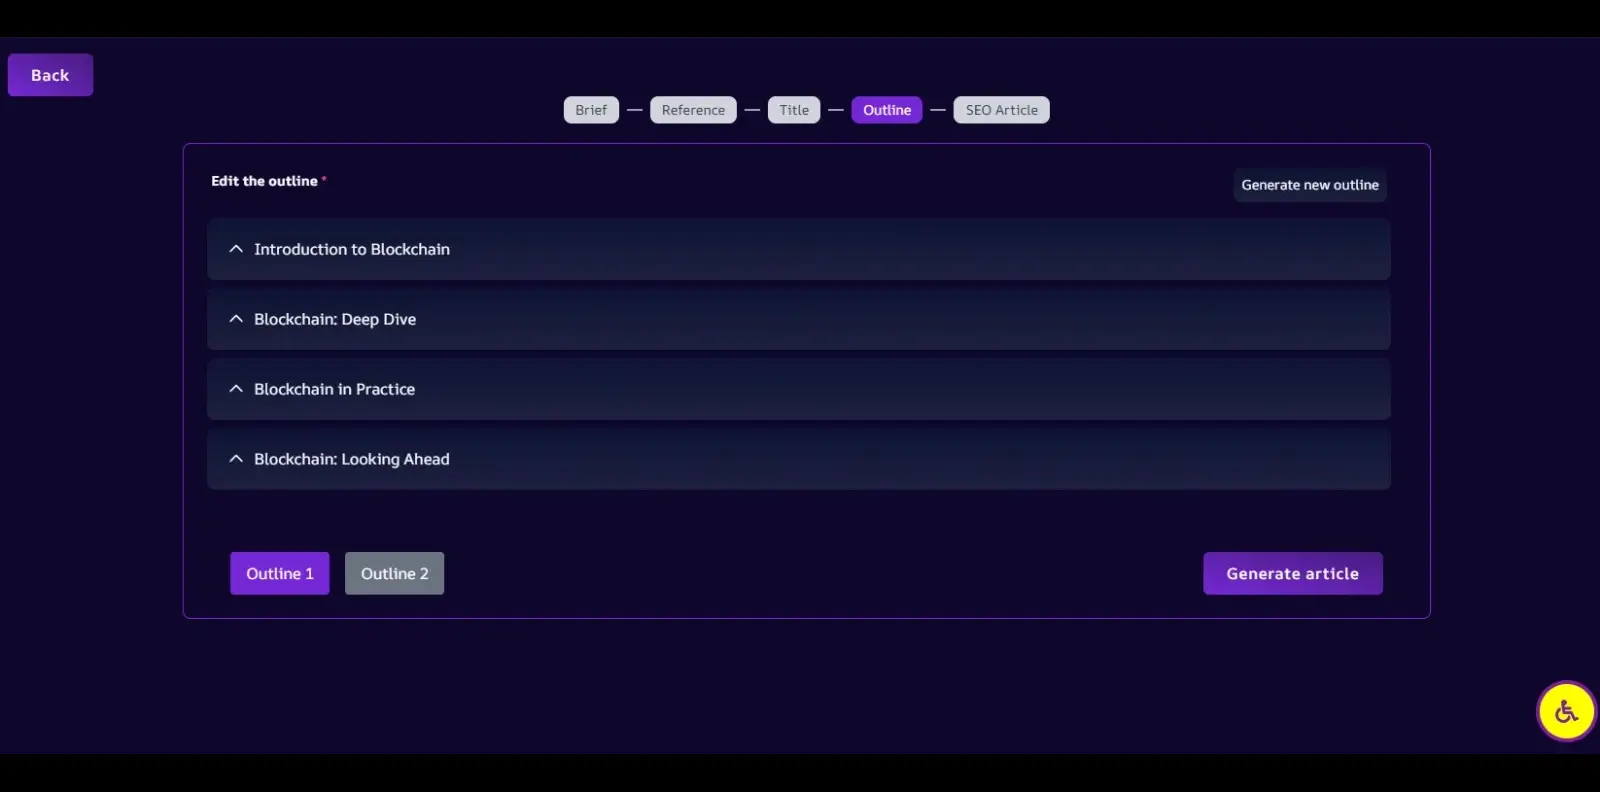 Back
Brief — Reference — Title — Outline — SEO Article
Edit the outline *
Generate new outline
Introduction to Blockchain
Blockchain: Deep Dive
Blockchain in Practice
Blockchain: Looking Ahead
Outline 1
Outline 2
Generate article